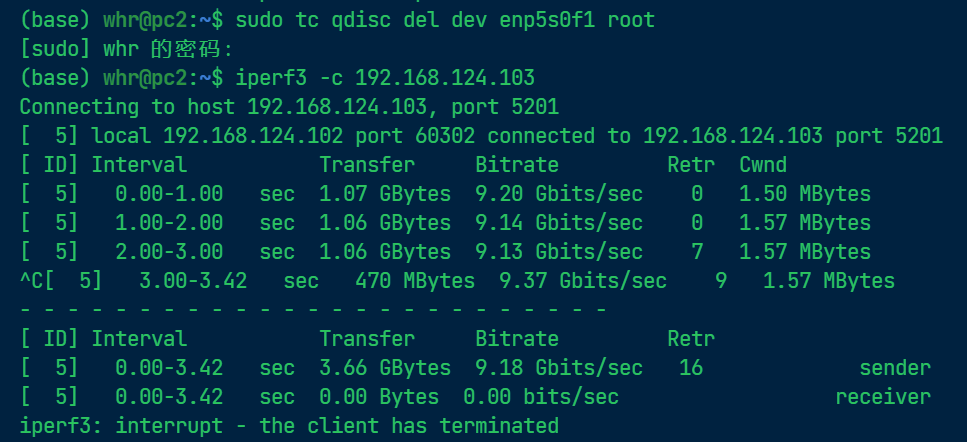 (base) whr@pc2:~$ sudo tc qdisc del dev enp5s0f1 root
[sudo] whr 的密码:
(base) whr@pc2:~$ iperf3 -c 192.168.124.103
Connecting to host 192.168.124.103, port 5201
[  5] local 192.168.124.102 port 60302 connected to 192.168.124.103 port 5201
[ ID] Interval           Transfer     Bitrate         Retr  Cwnd
[  5]   0.00-1.00   sec  1.07 GBytes  9.20 Gbits/sec    0   1.50 MBytes
[  5]   1.00-2.00   sec  1.06 GBytes  9.14 Gbits/sec    0   1.57 MBytes
[  5]   2.00-3.00   sec  1.06 GBytes  9.13 Gbits/sec    7   1.57 MBytes
^C[  5]   3.00-3.42   sec   470 MBytes  9.37 Gbits/sec    9   1.57 MBytes
- - - - - - - - - - - - - - - - - - - - - - - - -
[ ID] Interval           Transfer     Bitrate         Retr
[  5]   0.00-3.42   sec  3.66 GBytes  9.18 Gbits/sec   16             sender
[  5]   0.00-3.42   sec  0.00 Bytes  0.00 bits/sec                  receiver
iperf3: interrupt - the client has terminated